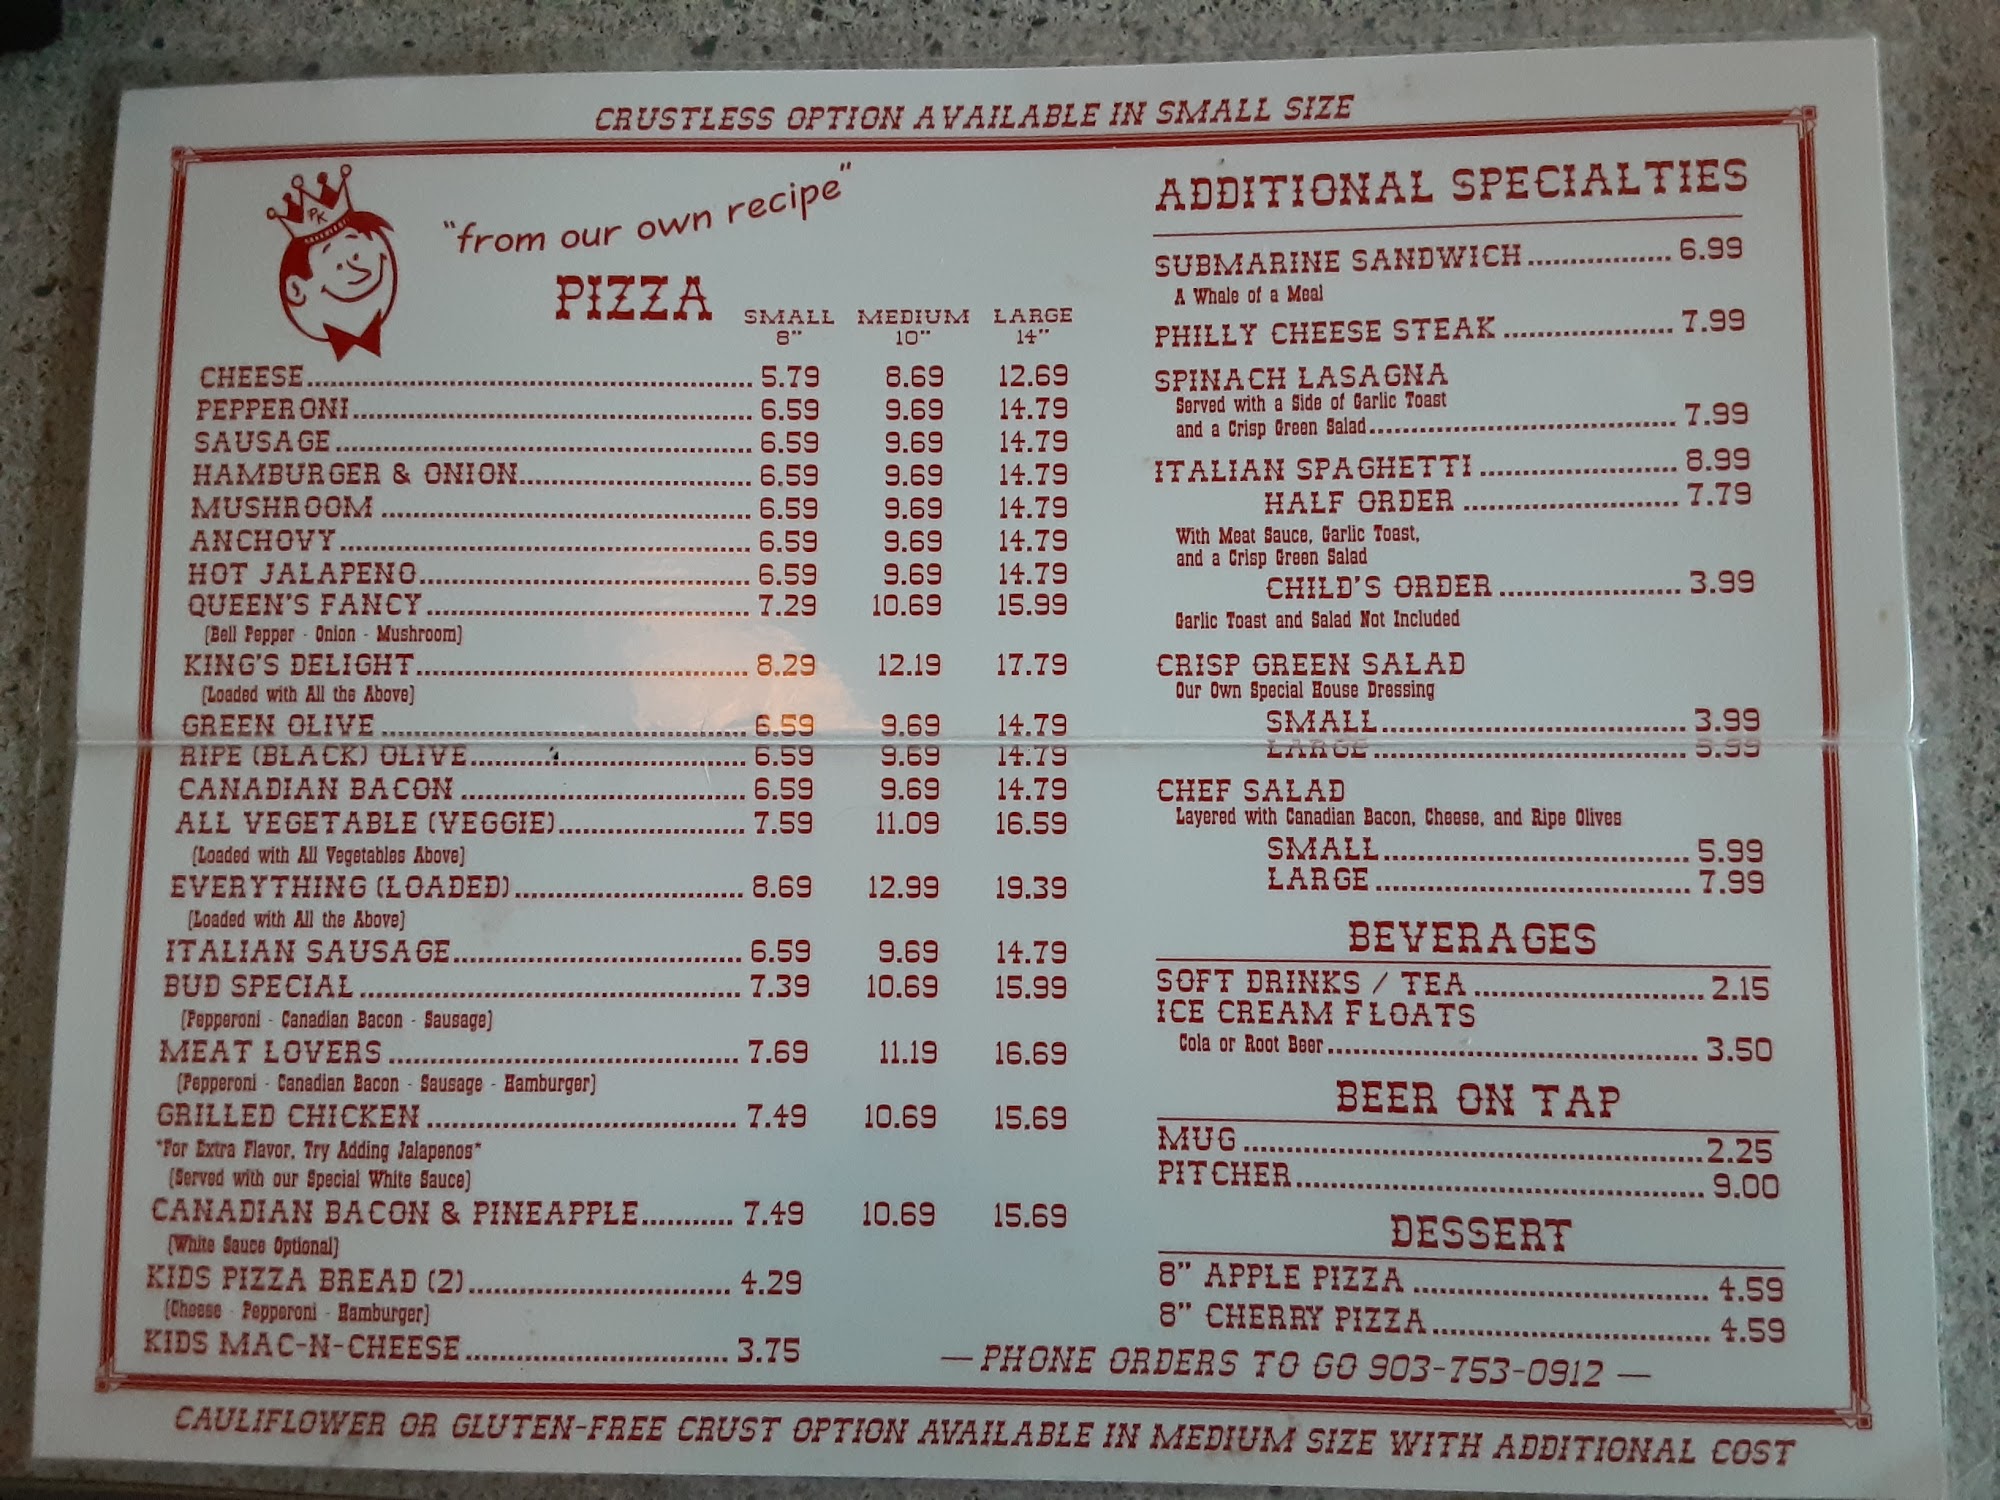 CRUSTLESS OPTION AVAILABLE IN SMALL SIZE
PK
"from our own recipe"
PIZZA
SMALL MEDIUM LARGE
8" 10" 14"
CHEESE 5.79 8.69 12.69
PEPPERONI 6.59 9.69 14.79
SAUSAGE 6.59 9.69 14.79
HAMBURGER & ONION 6.59 9.69 14.79
MUSHROOM 6.59 9.69 14.79
ANCHOVY 6.59 9.69 14.79
HOT JALAPENO 6.59 9.69 14.79
QUEEN'S FANCY 7.29 10.69 15.99
(Bell Pepper - Onion - Mushroom)
KING'S DELIGHT 8.29 12.19 17.79
(Loaded with All the Above)
GREEN OLIVE 6.59 9.69 14.79
RIPE (BLACK) OLIVE 6.59 9.69 14.79
CANADIAN BACON 6.59 9.69 14.79
ALL VEGETABLE (VEGGIE) 7.59 11.09 16.59
(Loaded with All Vegetables Above)
EVERYTHING (LOADED) 8.69 12.99 19.39
(Loaded with All the Above)
ITALIAN SAUSAGE 6.59 9.69 14.79
BUD SPECIAL 7.39 10.69 15.99
(Pepperoni - Canadian Bacon - Sausage)
MEAT LOVERS 7.69 11.19 16.69
(Pepperoni - Canadian Bacon - Sausage - Hamburger)
GRILLED CHICKEN 7.49 10.69 15.69
*For Extra Flavor, Try Adding Jalapenos*
(Served with our Special White Sauce)
CANADIAN BACON & PINEAPPLE 7.49 10.69 15.69
(White Sauce Optional)
KIDS PIZZA BREAD (2) 4.29
(Cheese - Pepperoni - Hamburger)
KIDS MAC-N-CHEESE 3.75
ADDITIONAL SPECIALTIES
SUBMARINE SANDWICH 6.99
A Whale of a Meal
PHILLY CHEESE STEAK 7.99
SPINACH LASAGNA
Served with a Side of Garlic Toast
and a Crisp Green Salad 7.99
ITALIAN SPAGHETTI 8.99
HALF ORDER 7.79
With Meat Sauce, Garlic Toast,
and a Crisp Green Salad
CHILD'S ORDER 3.99
Garlic Toast and Salad Not Included
CRISP GREEN SALAD
Our Own Special House Dressing
SMALL 3.99
LARGE 5.99
CHEF SALAD
Layered with Canadian Bacon, Cheese, and Ripe Olives
SMALL 5.99
LARGE 7.99
BEVERAGES
SOFT DRINKS / TEA 2.15
ICE CREAM FLOATS
Cola or Root Beer 3.50
BEER ON TAP
MUG 2.25
PITCHER 9.00
DESSERT
8" APPLE PIZZA 4.59
8" CHERRY PIZZA 4.59
— PHONE ORDERS TO GO 903-753-0912 —
CAULIFLOWER OR GLUTEN-FREE CRUST OPTION AVAILABLE IN MEDIUM SIZE WITH ADDITIONAL COST